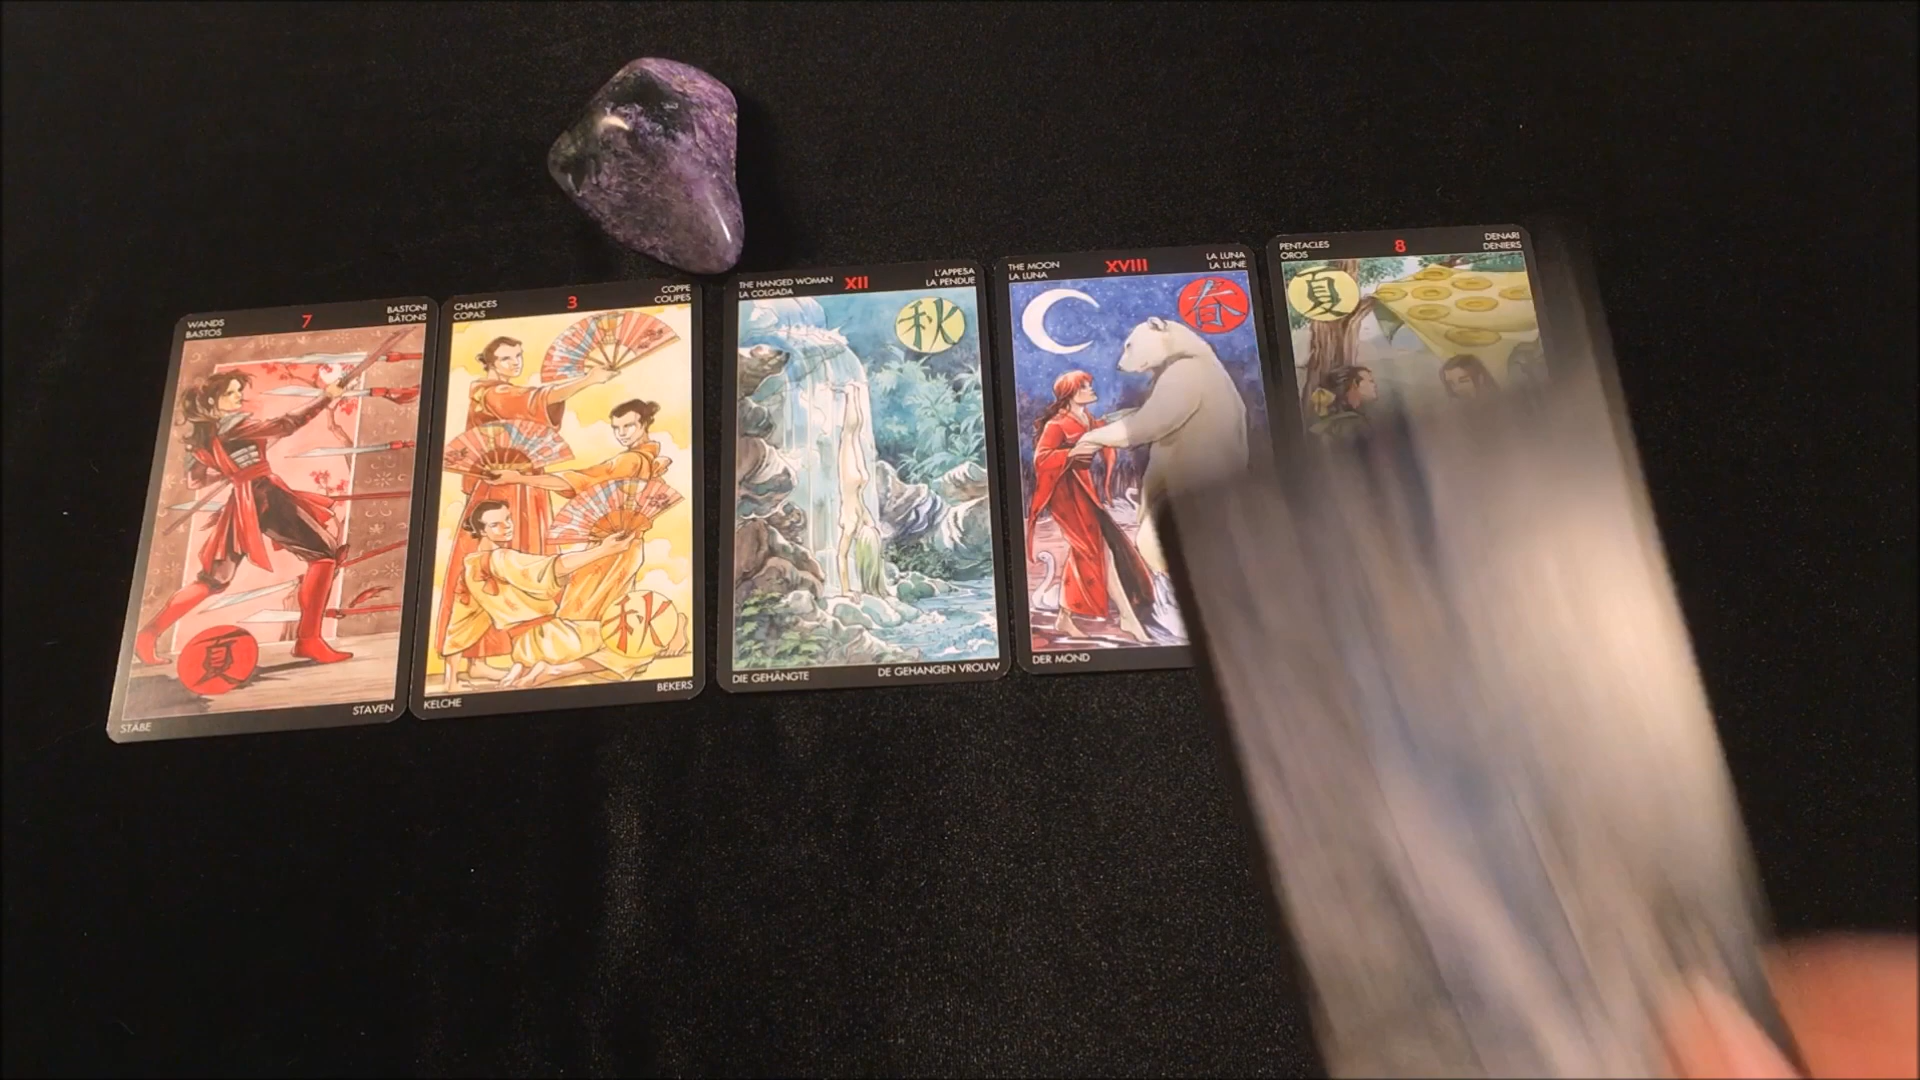 WANDS
BASTOS
7
BASTONI
BÂTONS
夏
STÄBE
STAVEN
CHALICES
COPAS
3
COPPE
COUPES
秋
KELCHE
BEKERS
THE HANGED WOMAN
LA COLGADA
XII
L'APPESA
LA PENDUE
秋
DIE GEHÄNGTE
DE GEHANGEN VROUW
THE MOON
LA LUNA
XVIII
LA LUNA
LA LUNE
春
DER MOND
PENTACLES
OROS
8
DENARI
DENIERS
夏